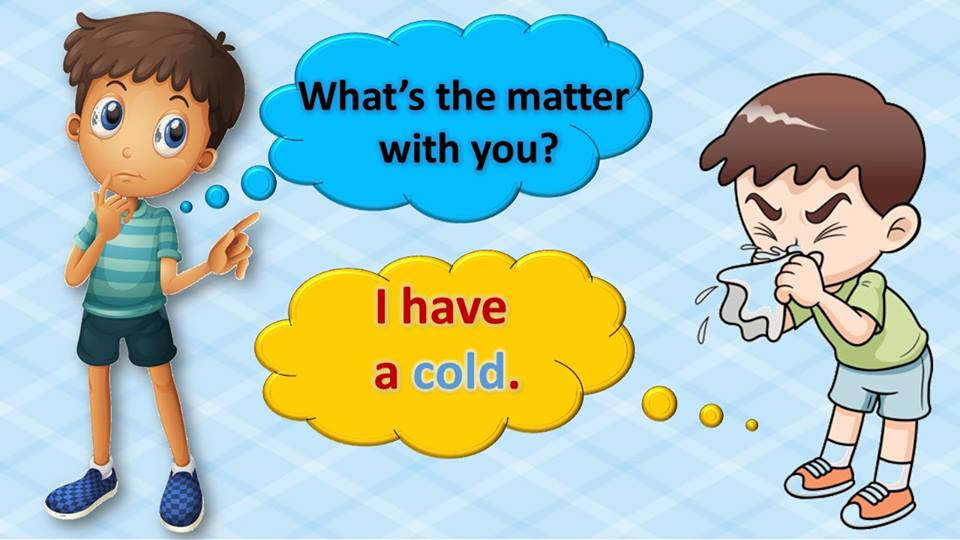 What’s the matter
with you?
I have
a cold.